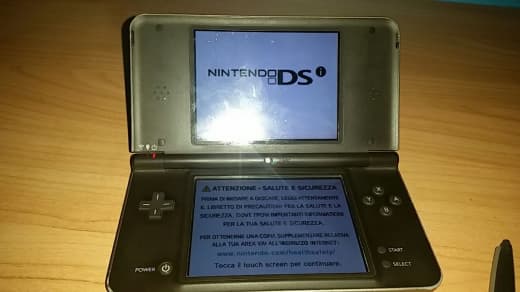 NINTENDO DSi
⚠ ATTENZIONE - SALUTE E SICUREZZA
PRIMA DI INIZIARE A GIOCARE, LEGGI ATTENTAMENTE
IL LIBRETTO DI PRECAUZIONI PER LA SALUTE E LA
SICUREZZA, DOVE TROVI IMPORTANTI INFORMAZIONI
PER LA TUA SALUTE E SICUREZZA.
PER OTTENERNE UNA COPIA SUPPLEMENTARE RELATIVA
ALLA TUA AREA VAI ALL'INDIRIZZO INTERNET:
www.nintendo.com/healthsafety/
Tocca il touch screen per continuare.
START
SELECT
POWER